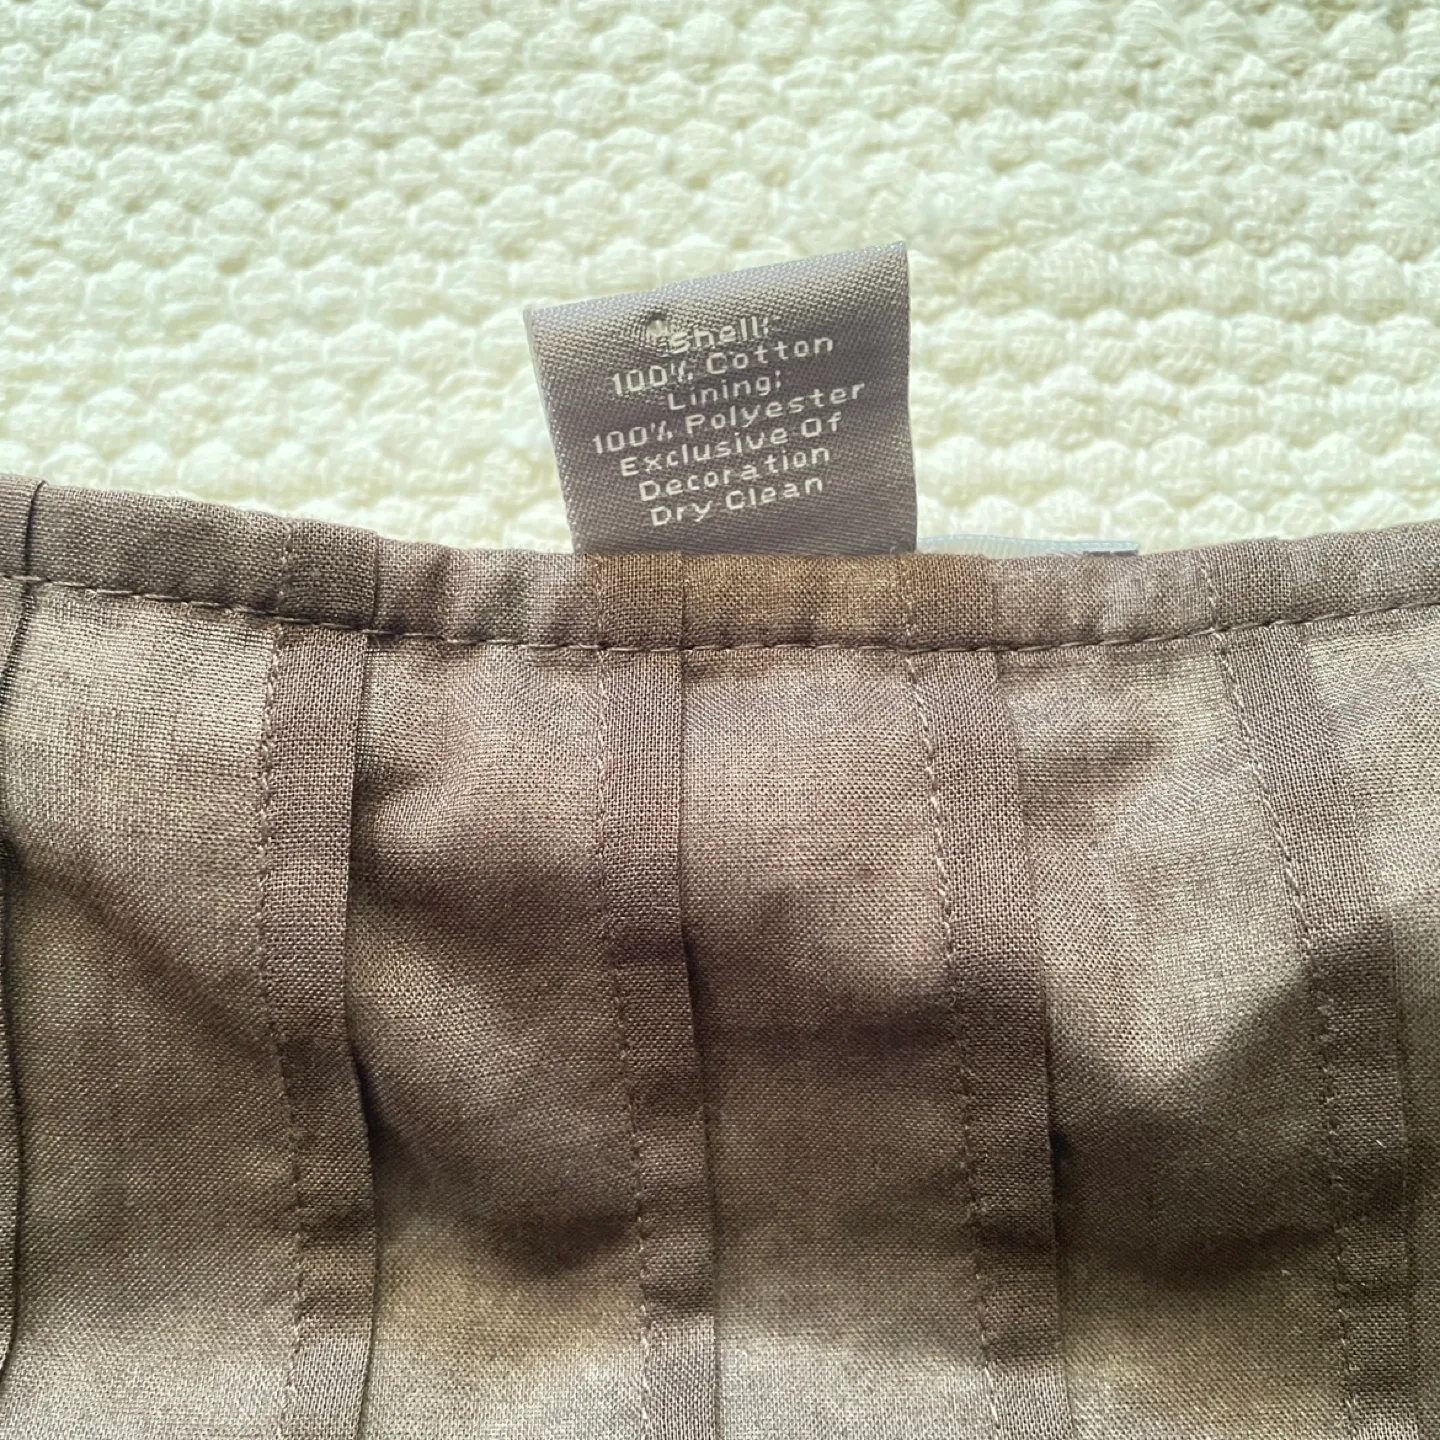 Shell:
100% Cotton
Lining:
100% Polyester
Exclusive Of
Decoration
Dry Clean